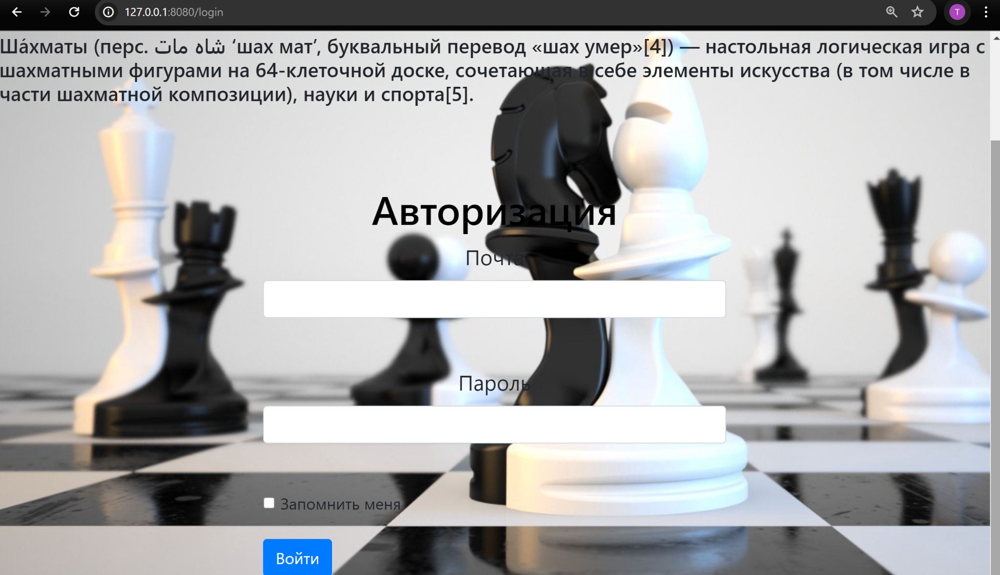 127.0.0.1:8080/login
T
Ша́хматы (перс. شاه مات ‘шах мат’, буквальный перевод «шах умер»[4]) — настольная логическая игра с
шахматными фигурами на 64-клеточной доске, сочетающая в себе элементы искусства (в том числе в
части шахматной композиции), науки и спорта[5].
Авторизация
Почта
Пароль
Запомнить меня
Войти